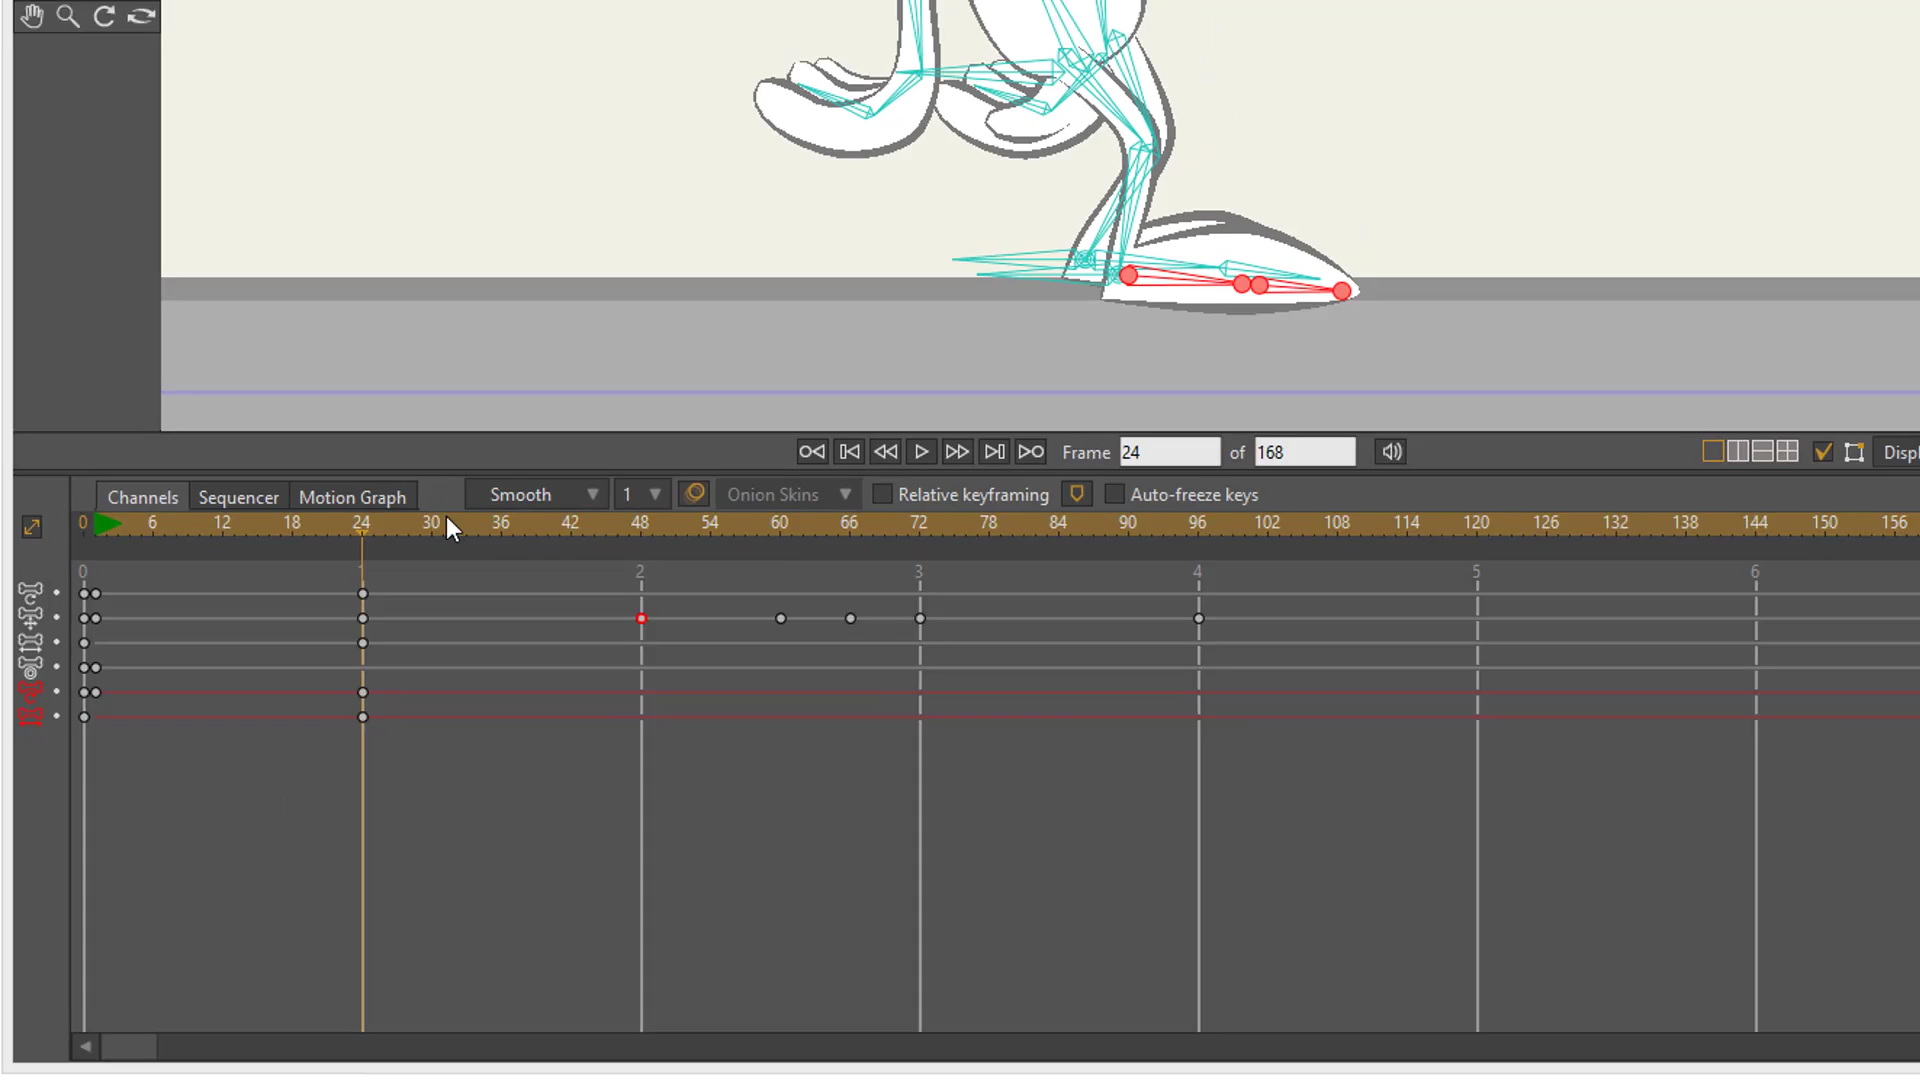 Frame 24 of 168 Displ
Channels Sequencer Motion Graph Smooth 1 Onion Skins Relative keyframing Auto-freeze keys
0 6 12 18 24 30 36 42 48 54 60 66 72 78 84 90 96 102 108 114 120 126 132 138 144 150 156
0 1 2 3 4 5 6